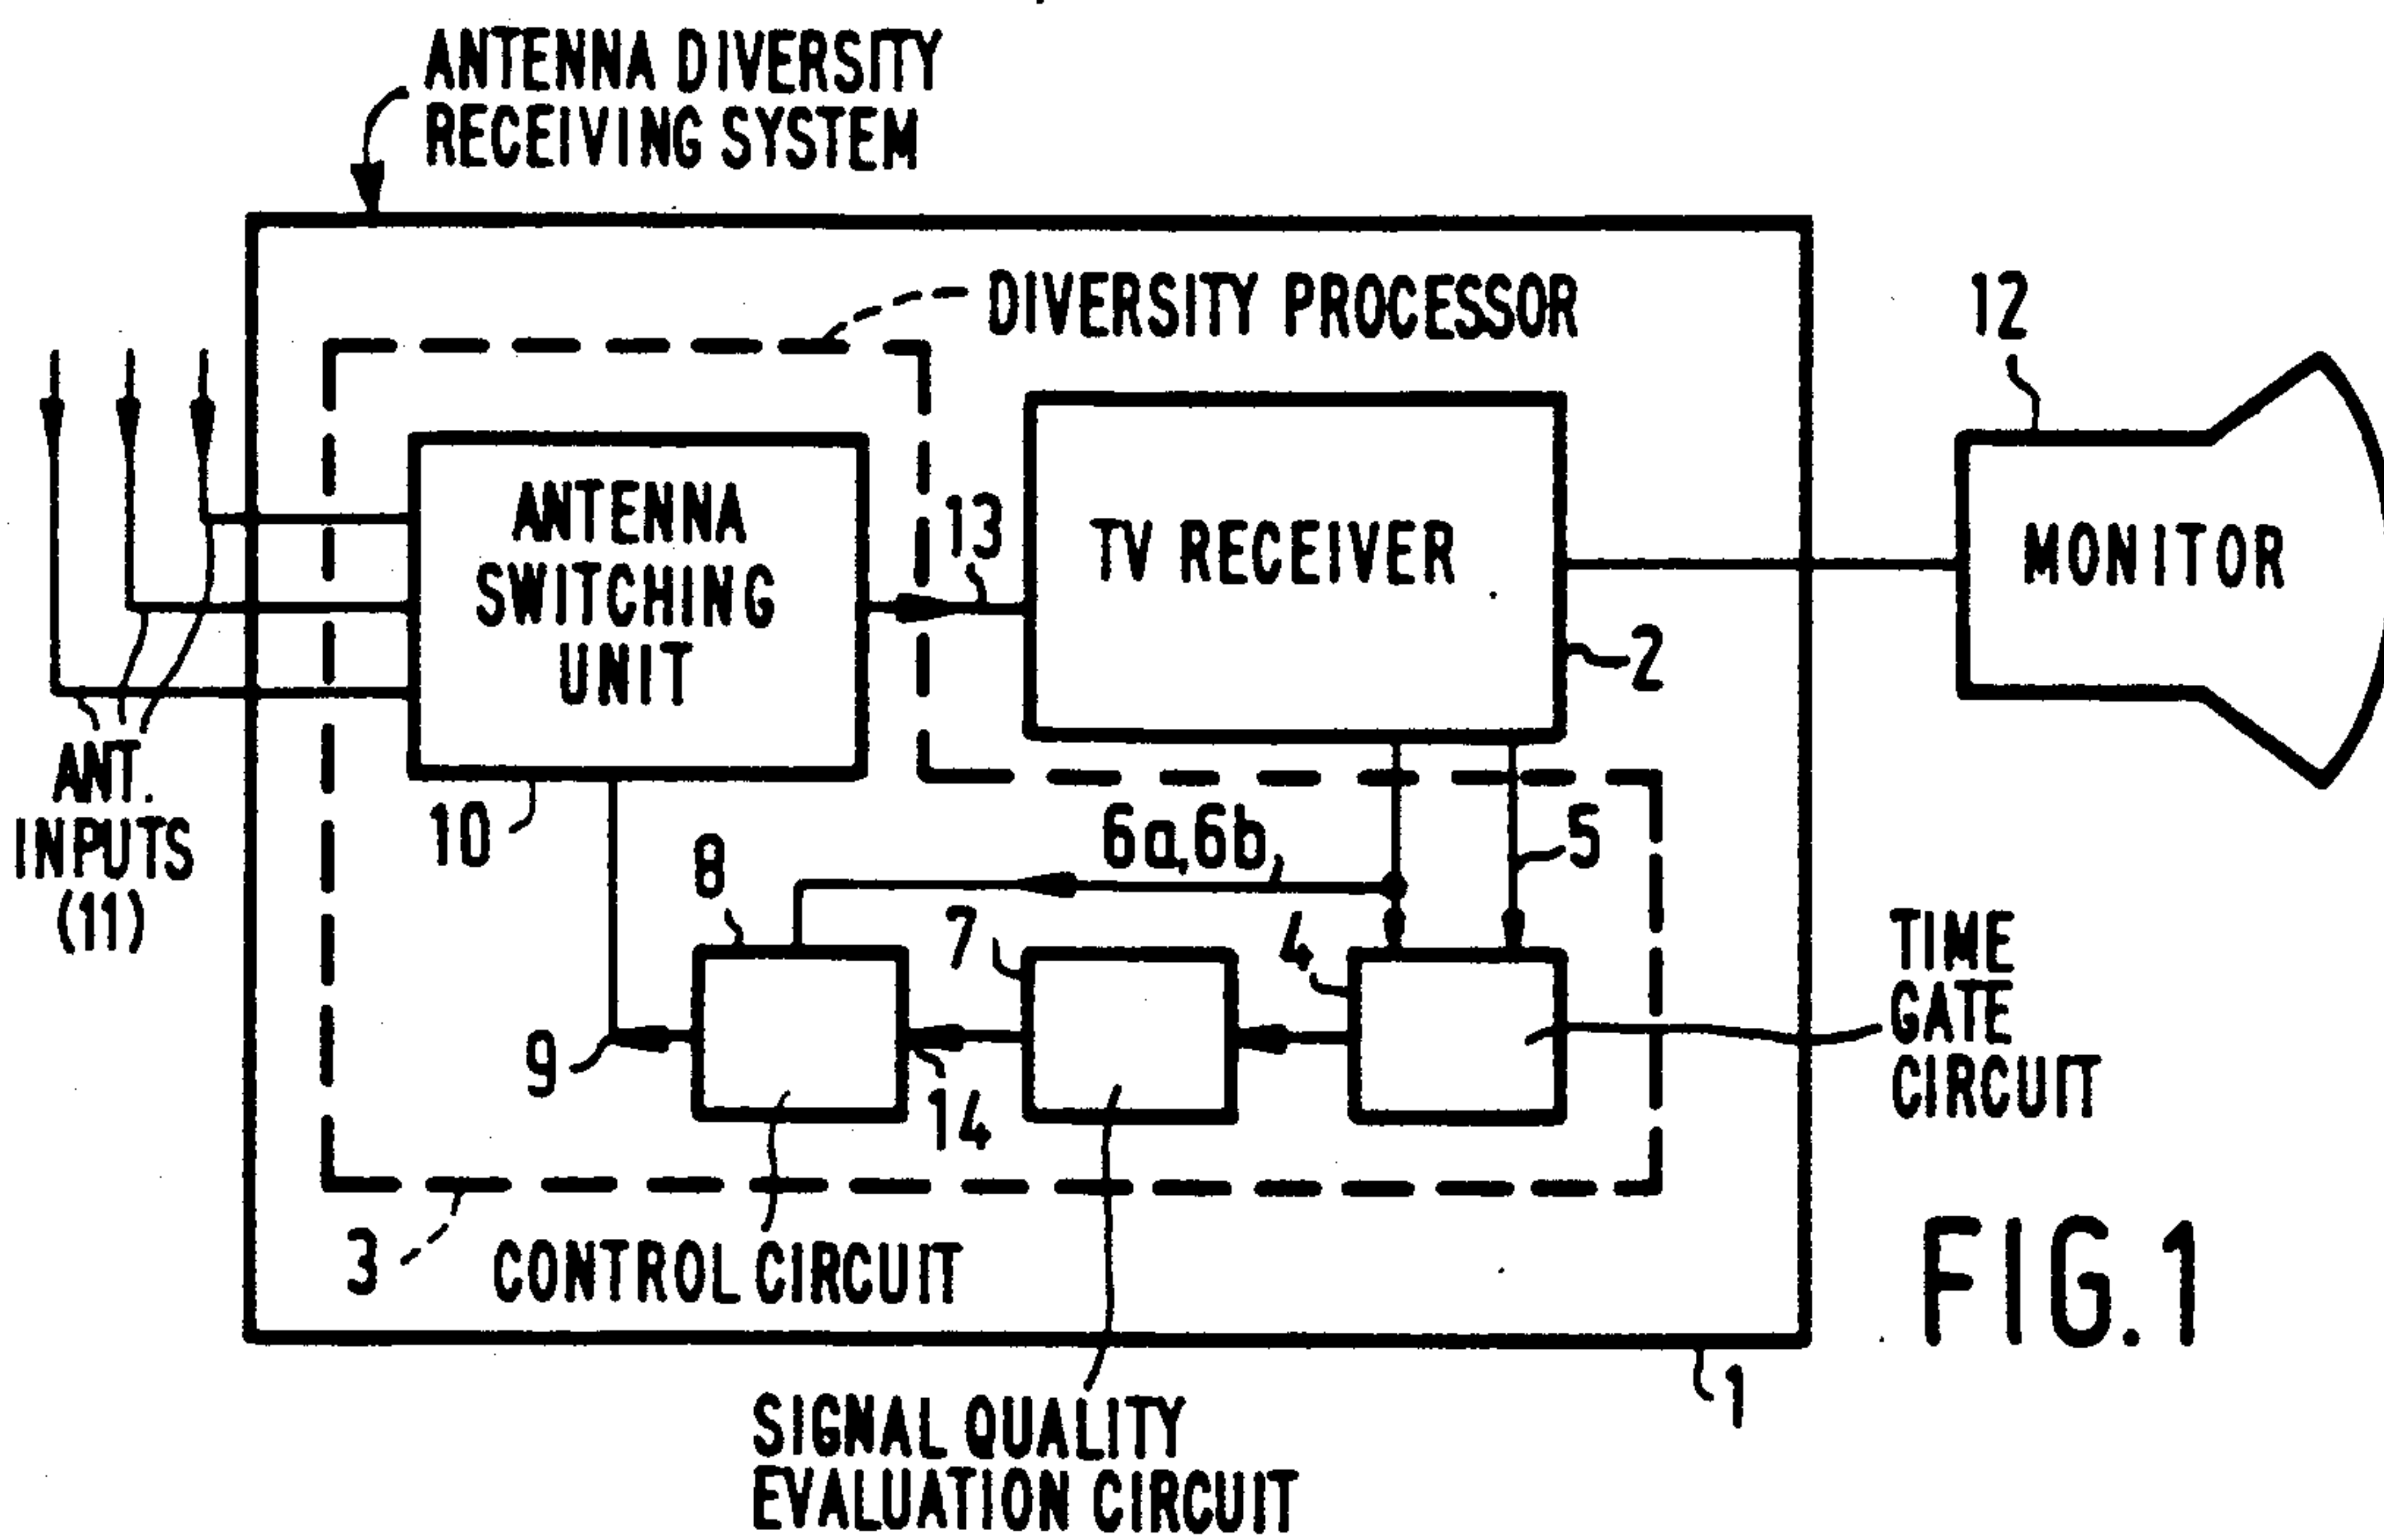 ANTENNA DIVERSITY
RECEIVING SYSTEM
DIVERSITY PROCESSOR
12
ANTENNA
SWITCHING
UNIT
13
TV RECEIVER
MONITOR
2
ANT.
INPUTS
(11)
10
8
6a,6b,
5
7
4
TIME
GATE
CIRCUIT
9
14
3
CONTROL CIRCUIT
FIG.1
1
SIGNAL QUALITY
EVALUATION CIRCUIT